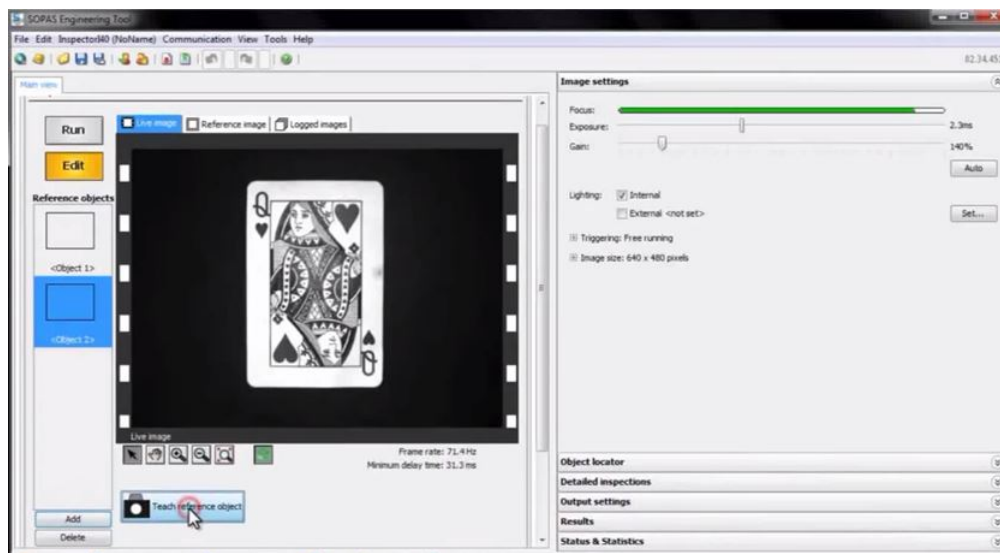 SOPAS Engineering Tool
File Edit InspectorI40 (NoName) Communication View Tools Help
02.34.45
Main view
Run
Edit
Reference objects
<Object 1>
<Object 2>
Add
Delete
Live image
Reference image
Logged images
Q
Q
Live image
Frame rate: 71.4 Hz
Minimum delay time: 31.3 ms
Teach reference object
Image settings
Focus:
Exposure: 2.3ms
Gain: 140%
Auto
Lighting: Internal
External <not set>
Set...
Triggering: Free running
Image size: 640 x 480 pixels
Object locator
Detailed inspections
Output settings
Results
Status & Statistics